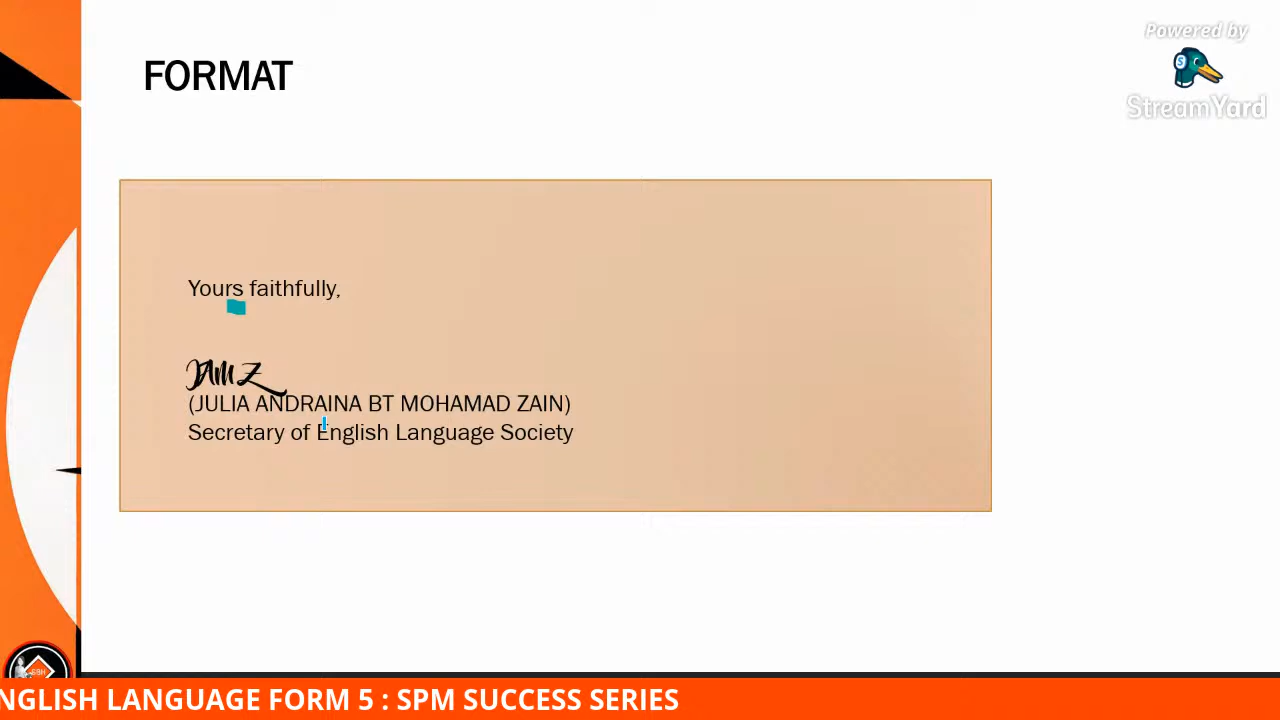 Powered by
StreamYard
FORMAT
Yours faithfully,
JAMZ
(JULIA ANDRAINA BT MOHAMAD ZAIN)
Secretary of English Language Society
NGLISH LANGUAGE FORM 5 : SPM SUCCESS SERIES